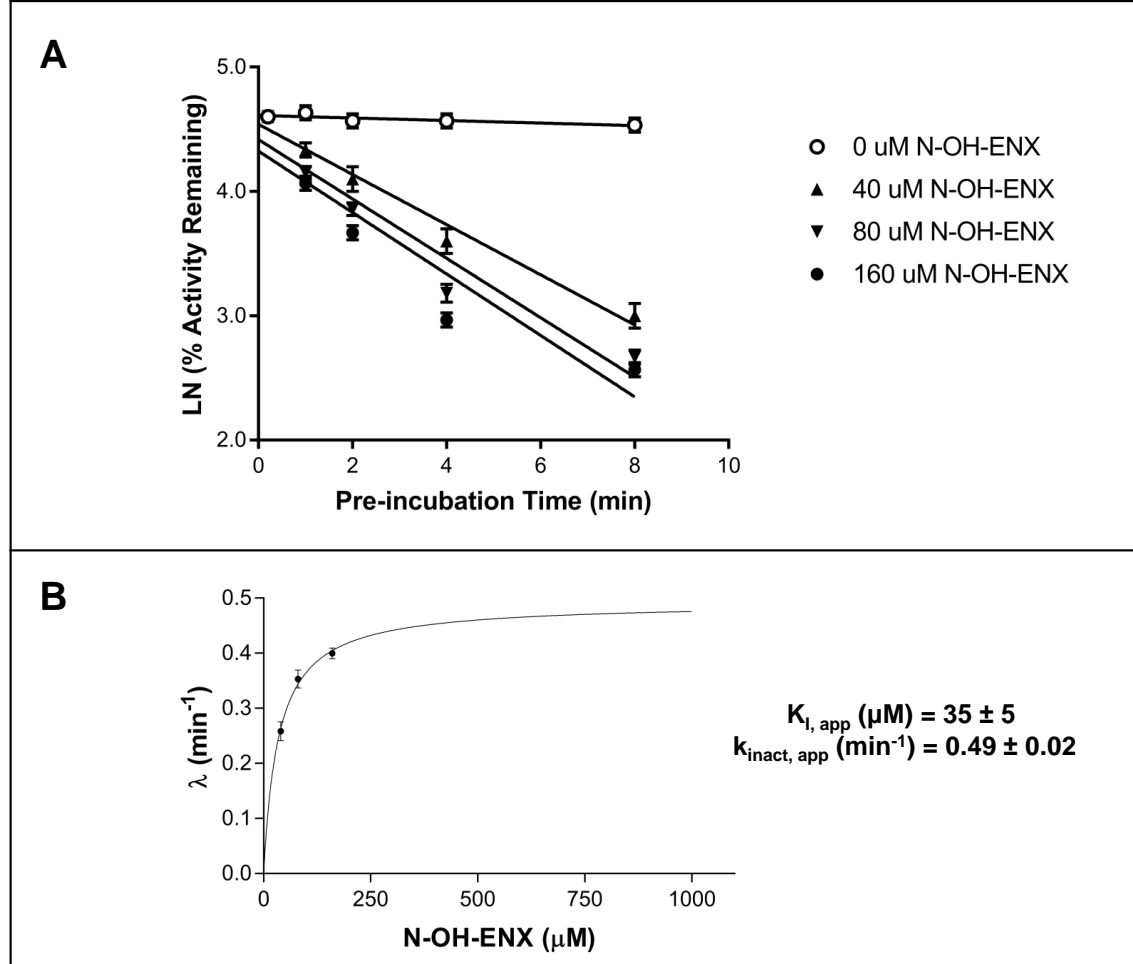 A
LN (% Activity Remaining)
5.0
4.0
3.0
2.0
0 2 4 6 8 10
Pre-incubation Time (min)
0 uM N-OH-ENX
40 uM N-OH-ENX
80 uM N-OH-ENX
160 uM N-OH-ENX
B
λ (min⁻¹)
0.5
0.4
0.3
0.2
0.1
0.0
0 250 500 750 1000
N-OH-ENX (μM)
K_I, app (μM) = 35 ± 5
k_inact, app (min⁻¹) = 0.49 ± 0.02